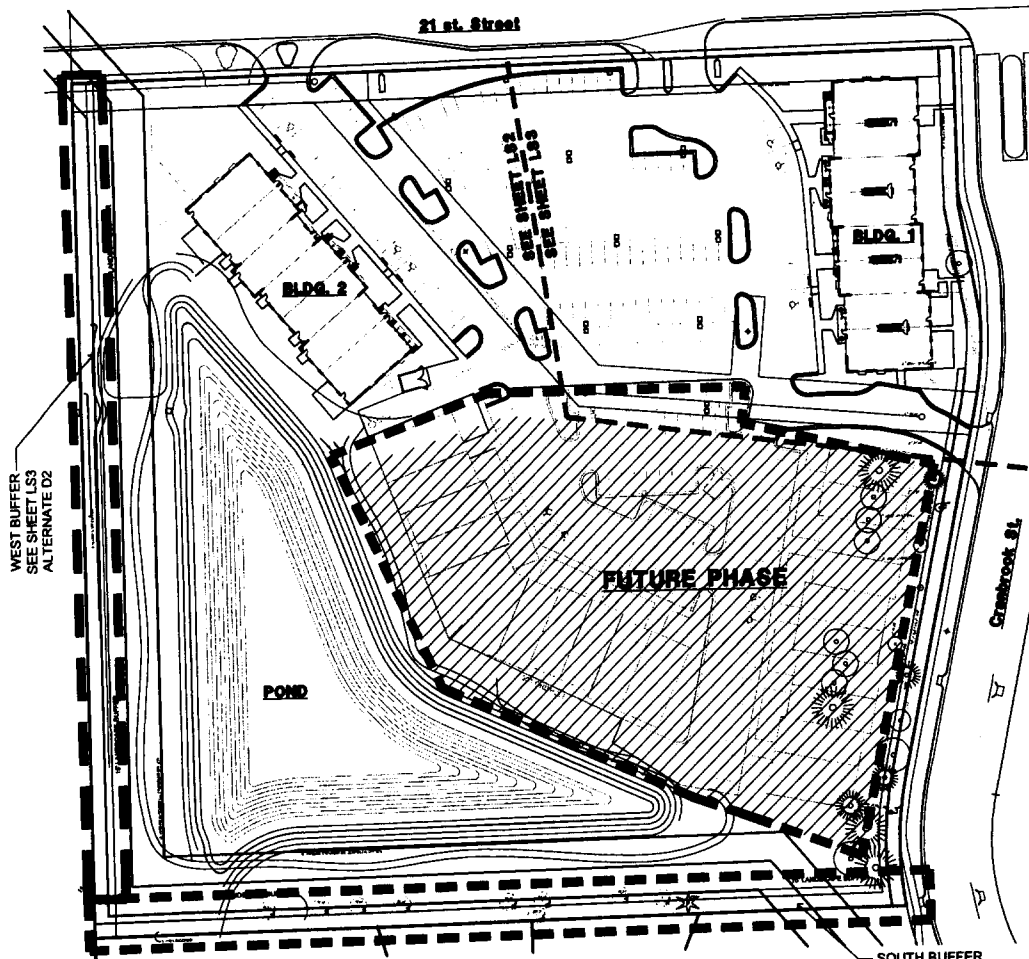 21 st. Street
SEE SHEET LS2
SEE SHEET LS3
BLDG. 1
BLDG. 2
WEST BUFFER
SEE SHEET LS3
ALTERNATE D2
FUTURE PHASE
Cranbrook St.
POND
SOUTH BUFFER